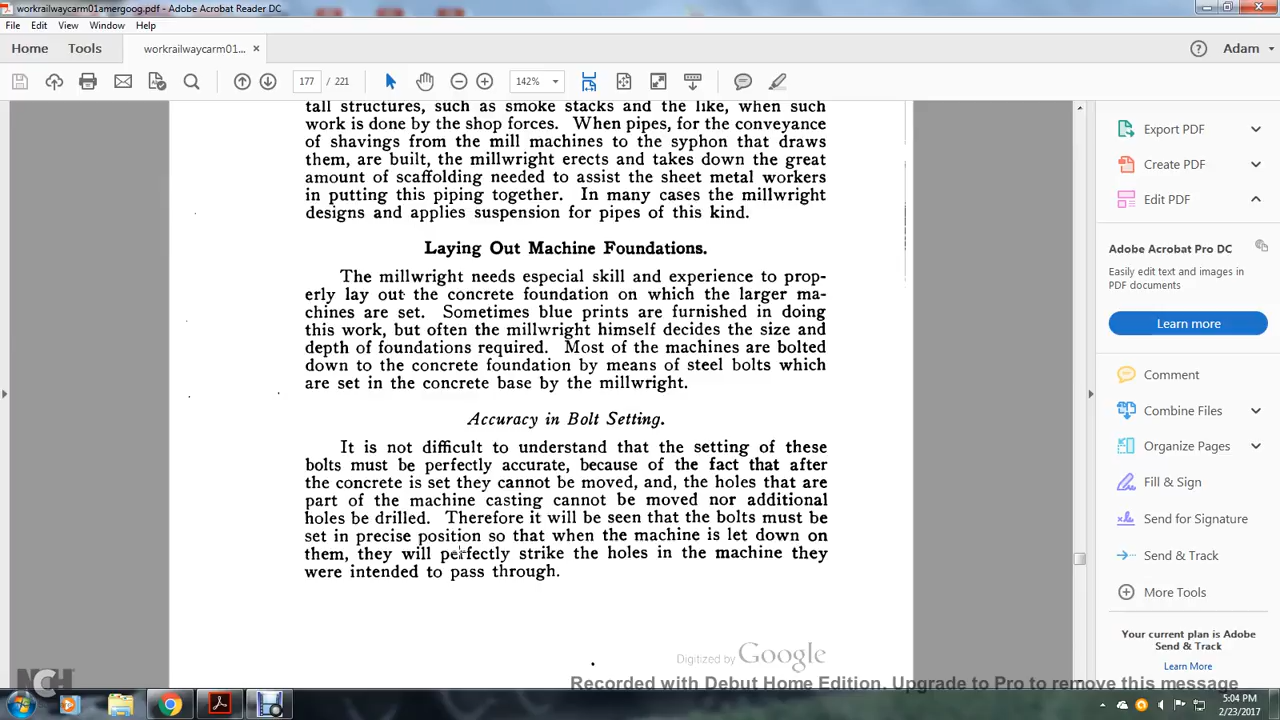 workrailwaycarm01amergoog.pdf - Adobe Acrobat Reader DC
File Edit View Window Help
Home Tools workrailwaycarm01... × Adam
177 / 221 142%
tall structures, such as smoke stacks and the like, when such
work is done by the shop forces. When pipes, for the conveyance
of shavings from the mill machines to the syphon that draws
them, are built, the millwright erects and takes down the great
amount of scaffolding needed to assist the sheet metal workers
in putting this piping together. In many cases the millwright
designs and applies suspension for pipes of this kind.
Laying Out Machine Foundations.
The millwright needs especial skill and experience to prop-
erly lay out the concrete foundation on which the larger ma-
chines are set. Sometimes blue prints are furnished in doing
this work, but often the millwright himself decides the size and
depth of foundations required. Most of the machines are bolted
down to the concrete foundation by means of steel bolts which
are set in the concrete base by the millwright.
Accuracy in Bolt Setting.
It is not difficult to understand that the setting of these
bolts must be perfectly accurate, because of the fact that after
the concrete is set they cannot be moved, and, the holes that are
part of the machine casting cannot be moved nor additional
holes be drilled. Therefore it will be seen that the bolts must be
set in precise position so that when the machine is let down on
them, they will perfectly strike the holes in the machine they
were intended to pass through.
Digitized by Google
Export PDF
Create PDF
Edit PDF
Adobe Acrobat Pro DC
Easily edit text and images in
PDF documents
Learn more
Comment
Combine Files
Organize Pages
Fill & Sign
Send for Signature
Send & Track
More Tools
Your current plan is Adobe
Send & Track
Learn More
NCH
Recorded with Debut Home Edition. Upgrade to Pro to remove this message
5:04 PM
2/23/2017